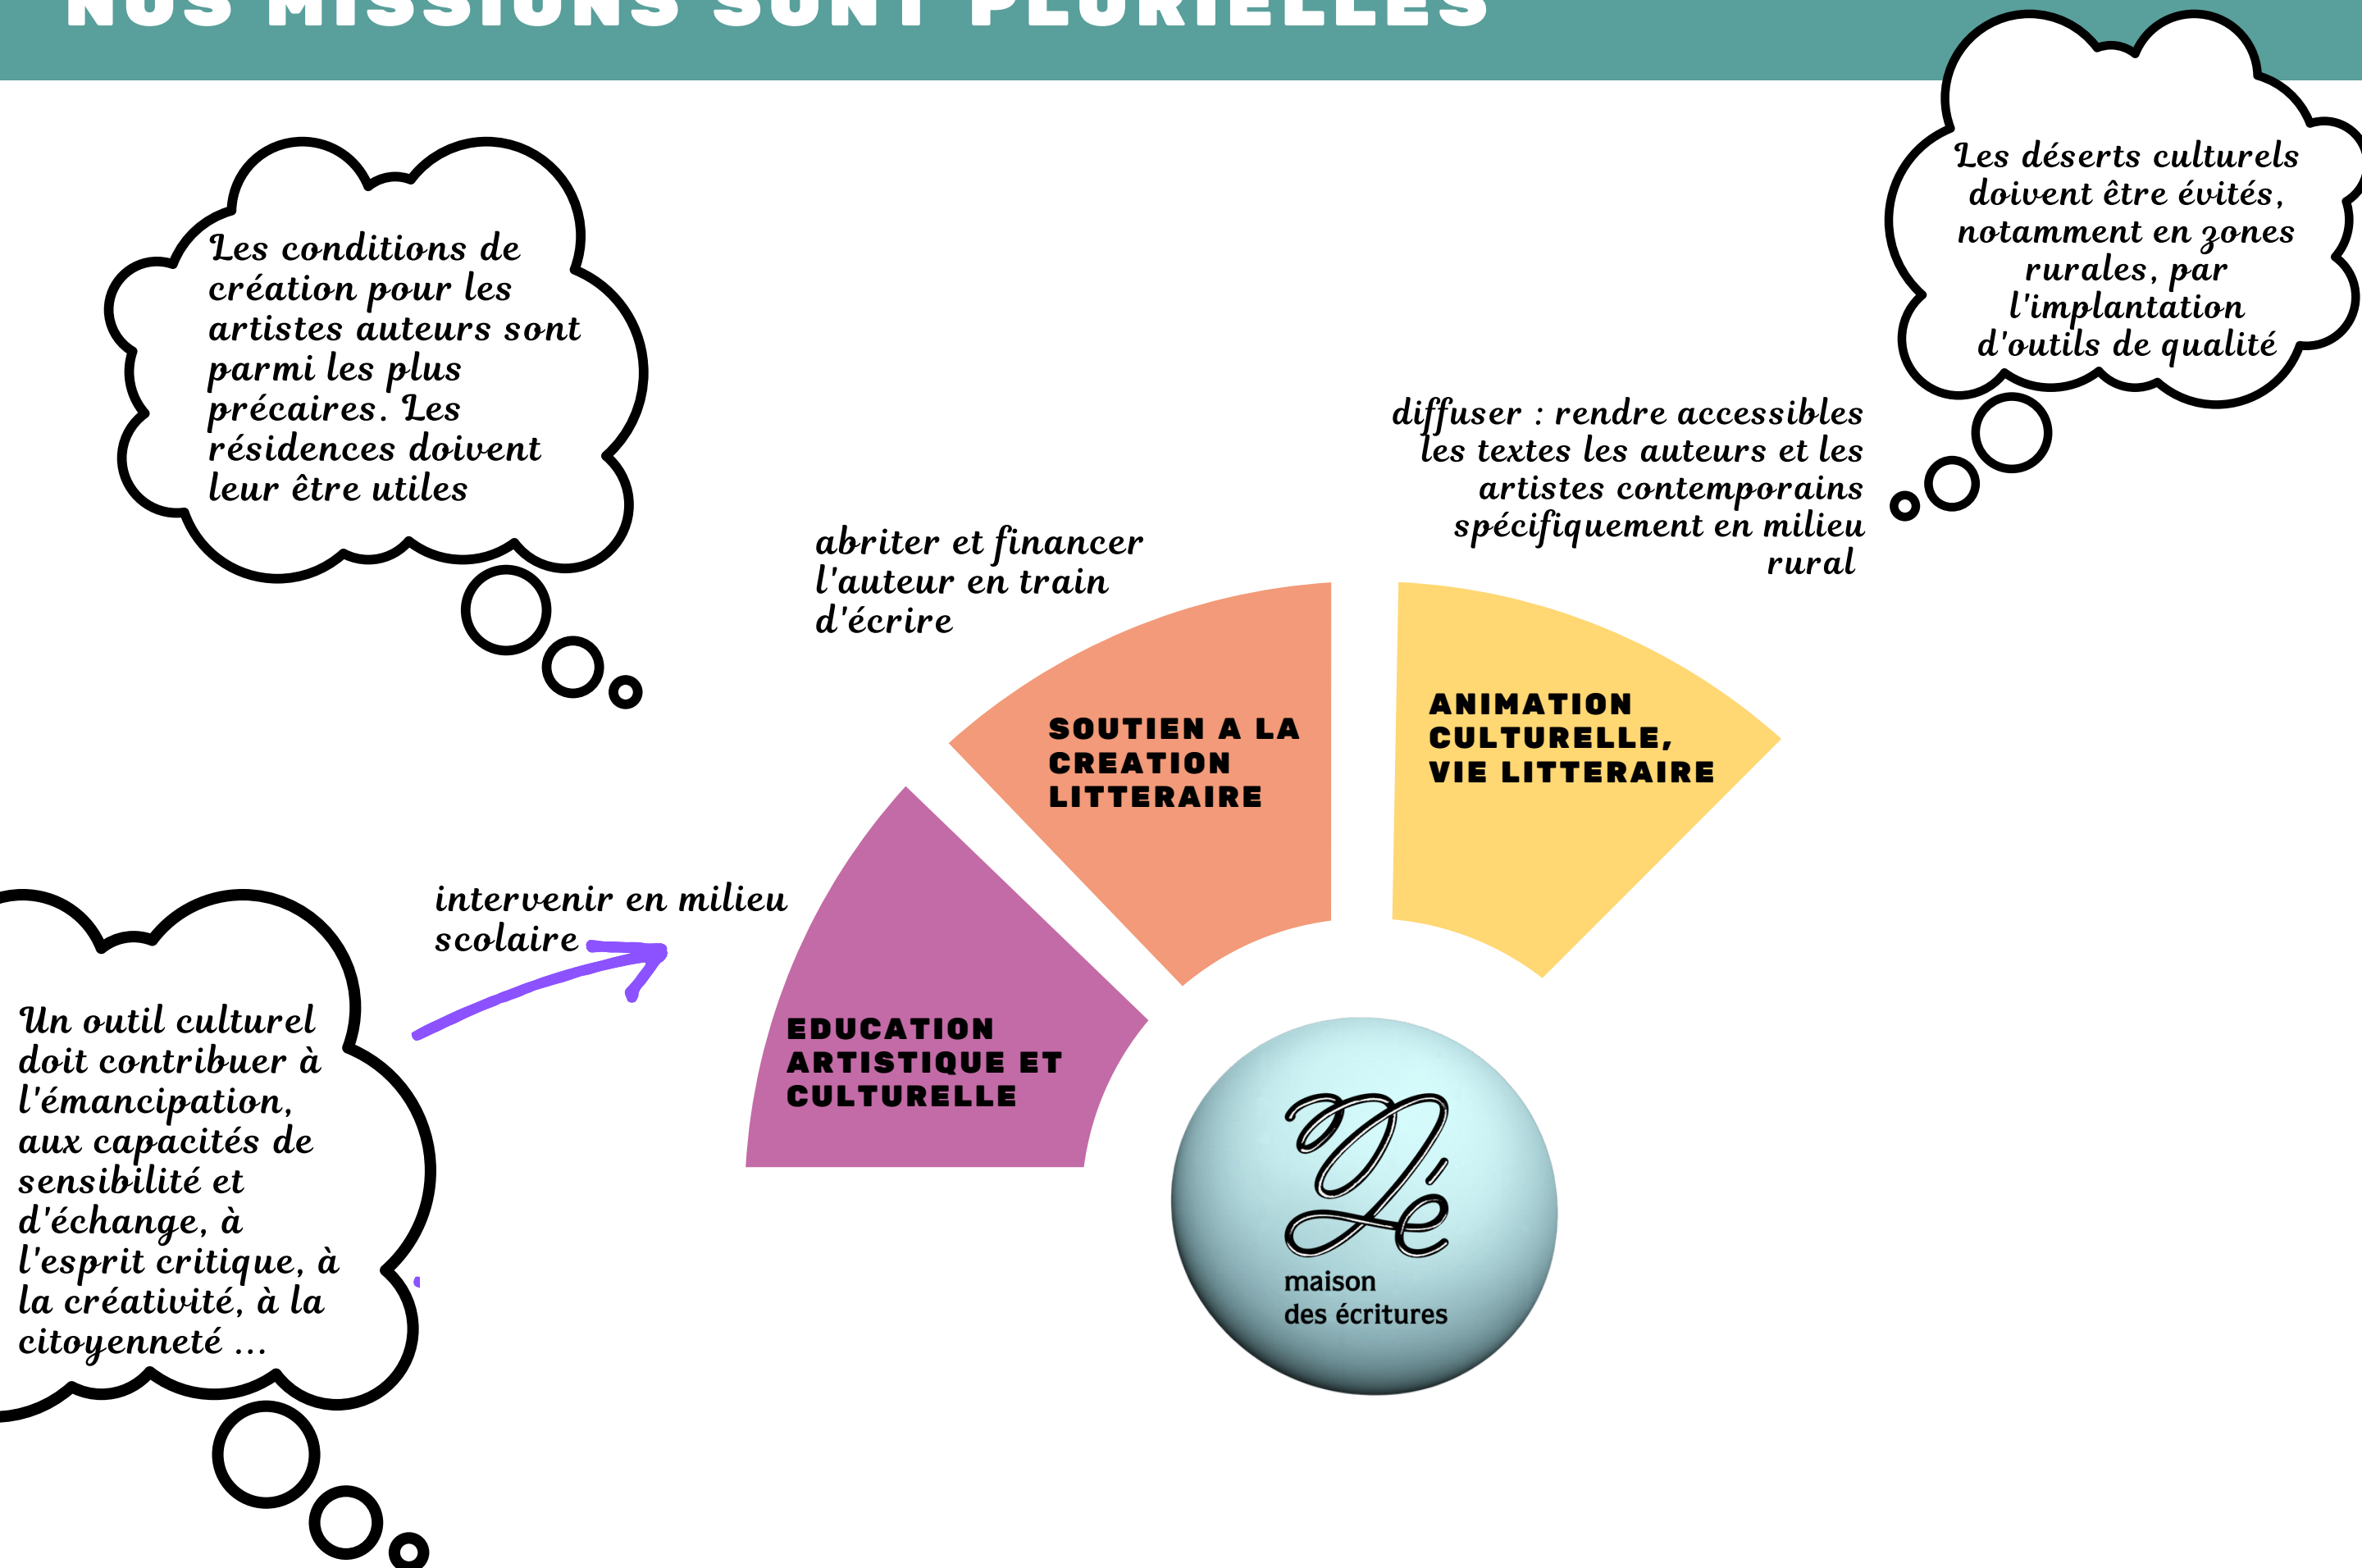 NOS MISSIONS SONT PLURIELLES
Les conditions de
création pour les
artistes auteurs sont
parmi les plus
précaires. Les
résidences doivent
leur être utiles
Les déserts culturels
doivent être évités,
notamment en zones
rurales, par
l'implantation
d'outils de qualité
diffuser : rendre accessibles
les textes les auteurs et les
artistes contemporains
spécifiquement en milieu
rural
abriter et financer
l'auteur en train
d'écrire
SOUTIEN A LA
CREATION
LITTERAIRE
ANIMATION
CULTURELLE,
VIE LITTERAIRE
intervenir en milieu
scolaire
EDUCATION
ARTISTIQUE ET
CULTURELLE
Un outil culturel
doit contribuer à
l'émancipation,
aux capacités de
sensibilité et
d'échange, à
l'esprit critique, à
la créativité, à la
citoyenneté ...
maison
des écritures